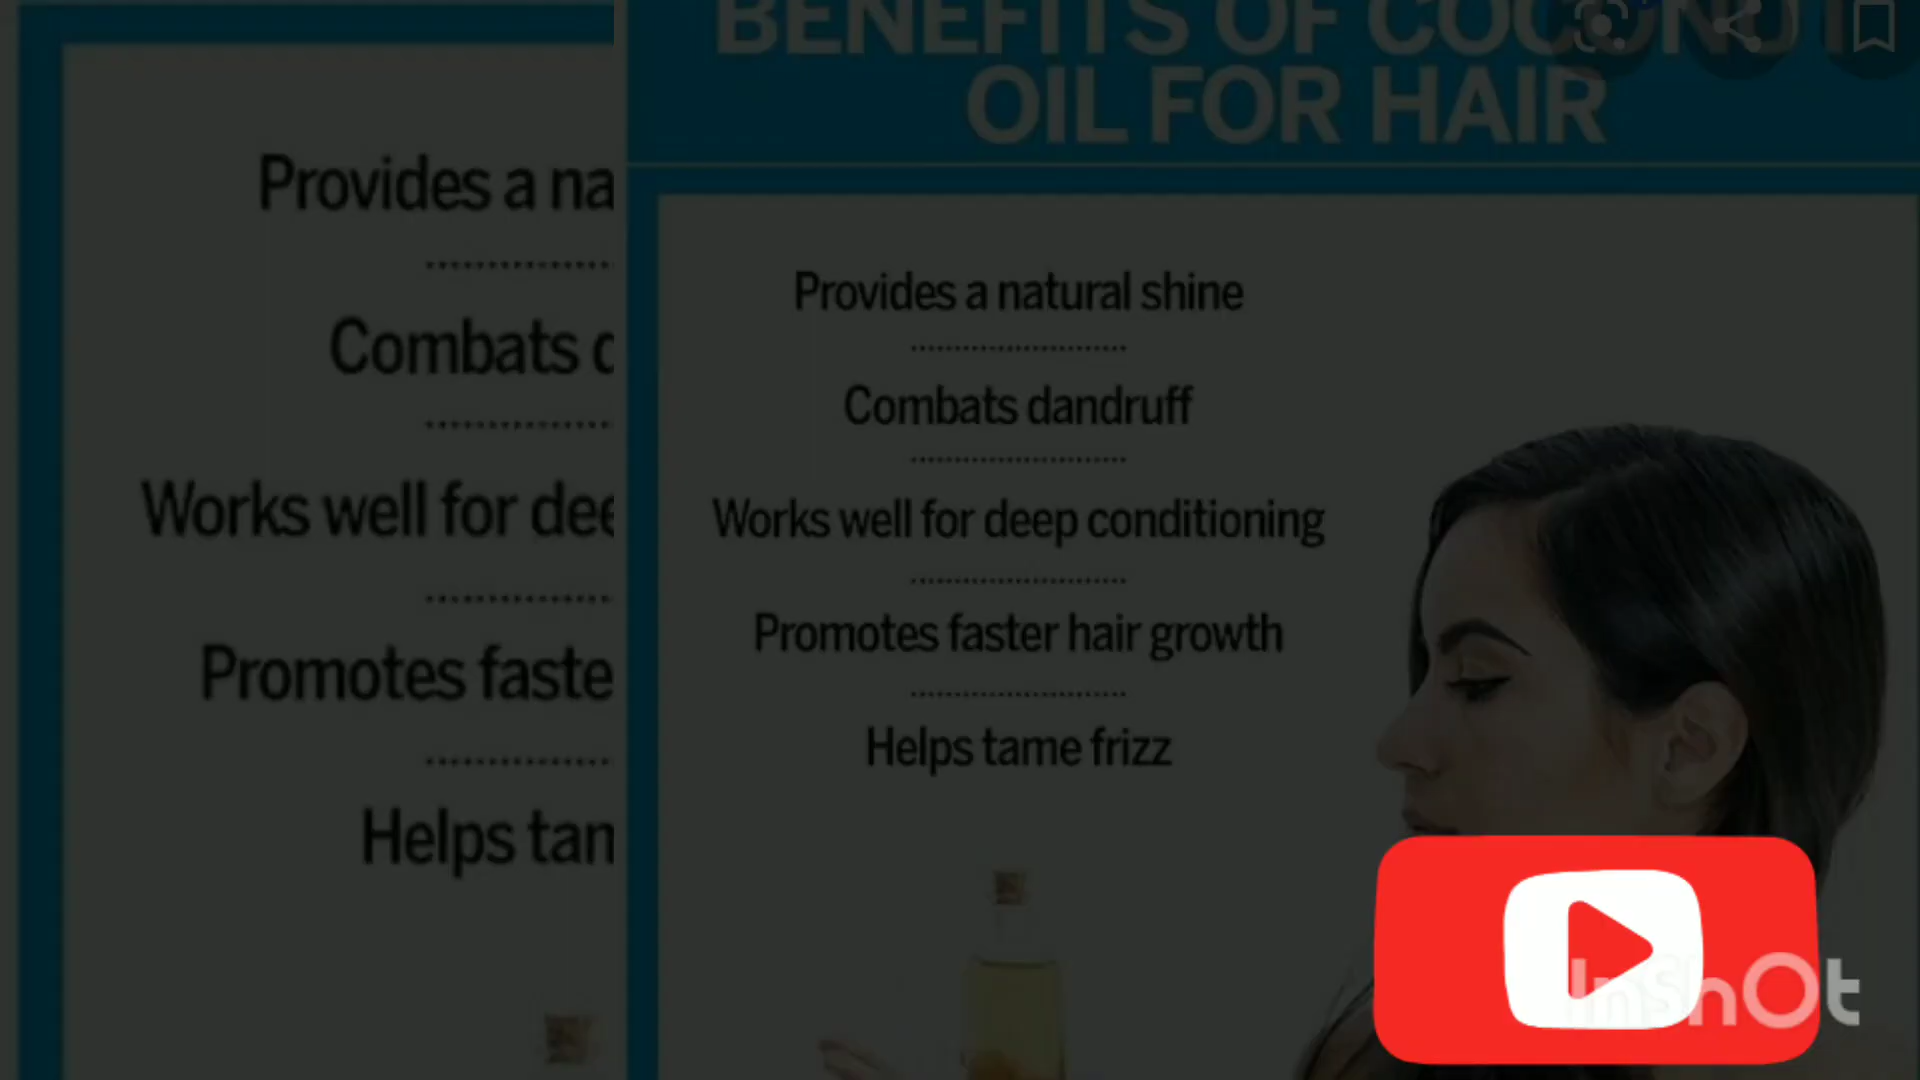 BENEFITS OF COCONUT
OIL FOR HAIR
Provides a na
Combats d
Works well for dee
Promotes faste
Helps tam
Provides a natural shine
Combats dandruff
Works well for deep conditioning
Promotes faster hair growth
Helps tame frizz
InShOt